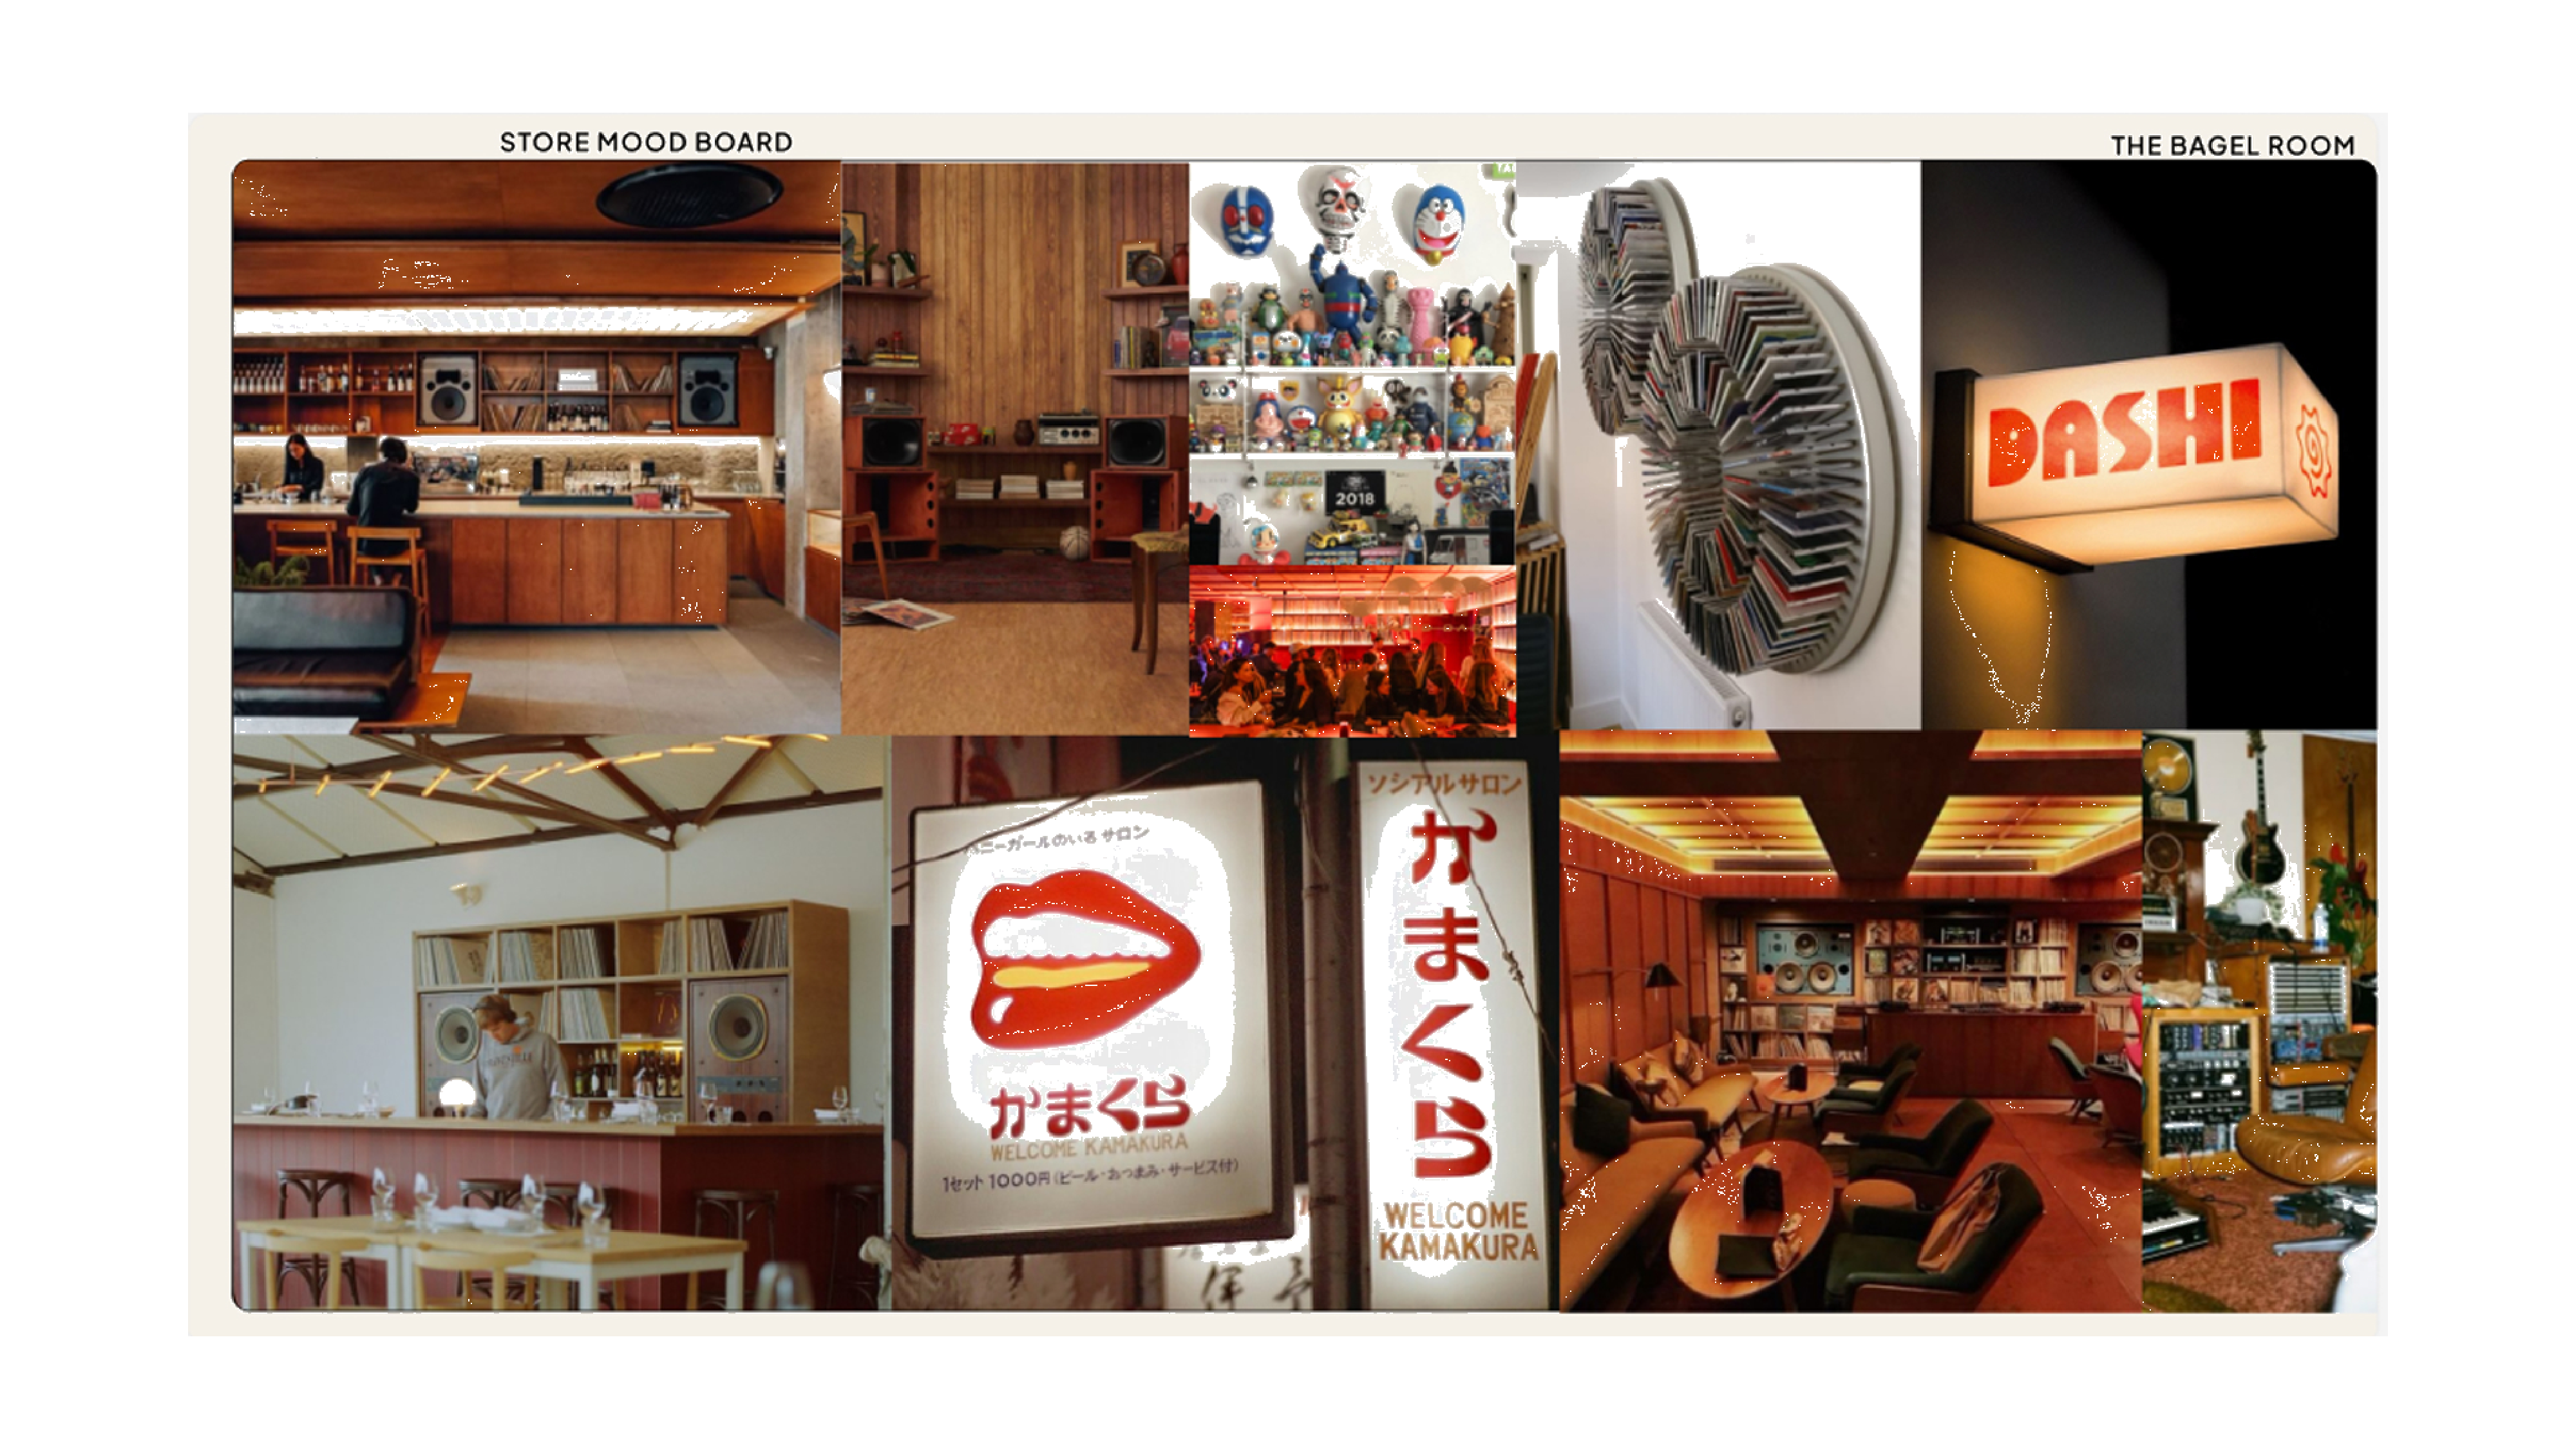 STORE MOOD BOARD
THE BAGEL ROOM
2018
DASHI
ニーガールのいる サロン
かまくら
WELCOME KAMAKURA
1セット 1000円(ビール・おつまみ・サービス付)
ソシアルサロン
かまくら
WELCOME
KAMAKURA